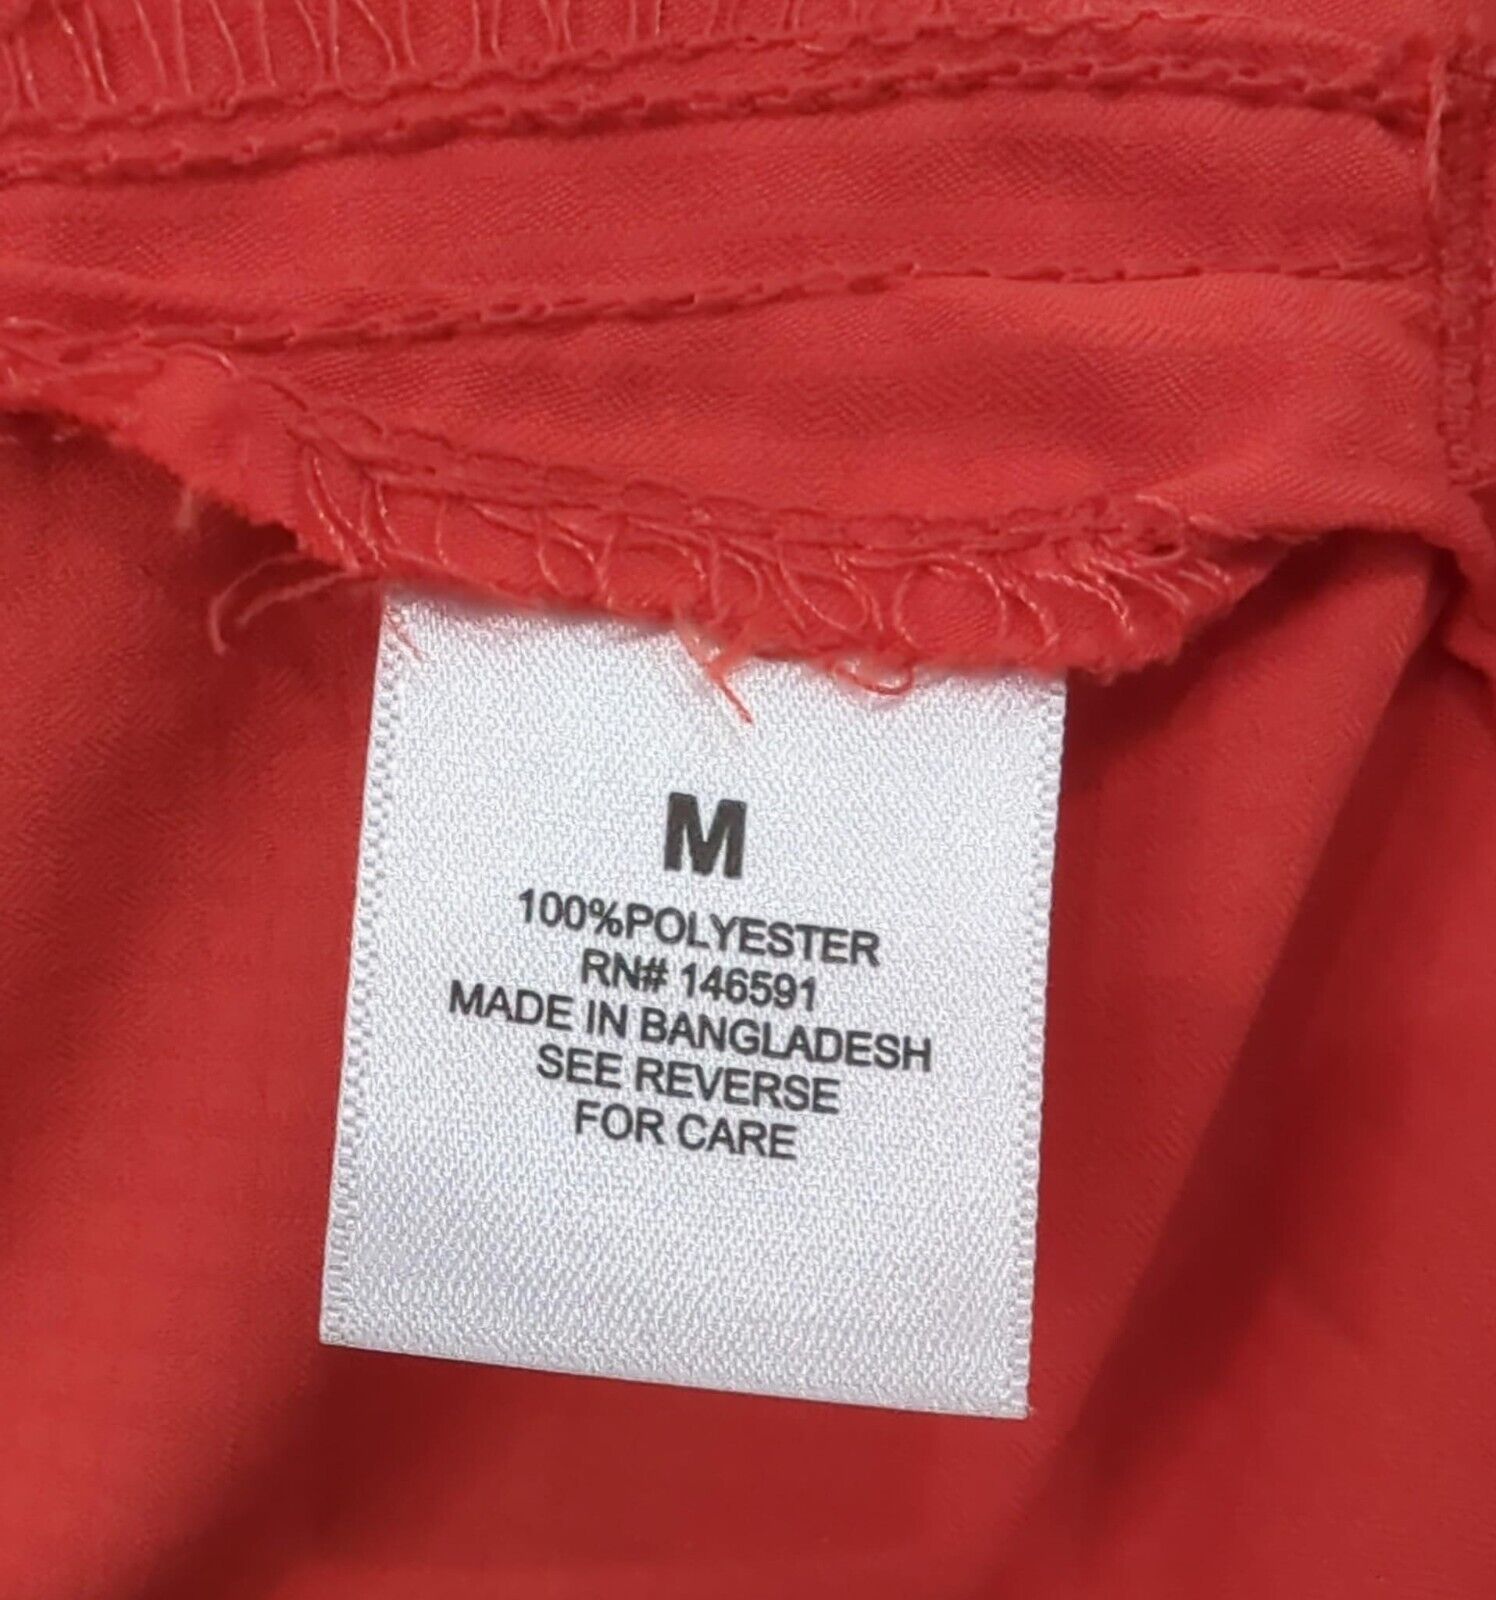 M
100%POLYESTER
RN# 146591
MADE IN BANGLADESH
SEE REVERSE
FOR CARE